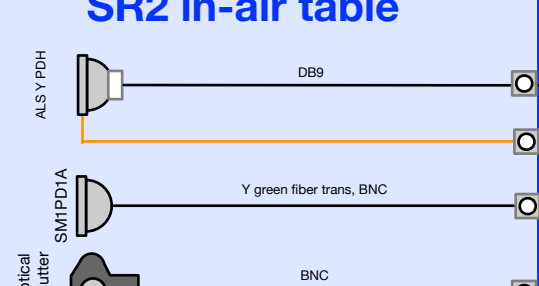 SR2 in-air table
ALS Y PDH
DB9
SM1PD1A
Y green fiber trans, BNC
BNC